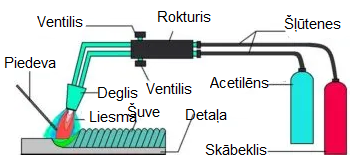 Ventilis
Rokturis
Šļūtenes
Piedeva
Deglis
Ventilis
Liesma
Šuve
Detaļa
Acetilēns
Skābeklis